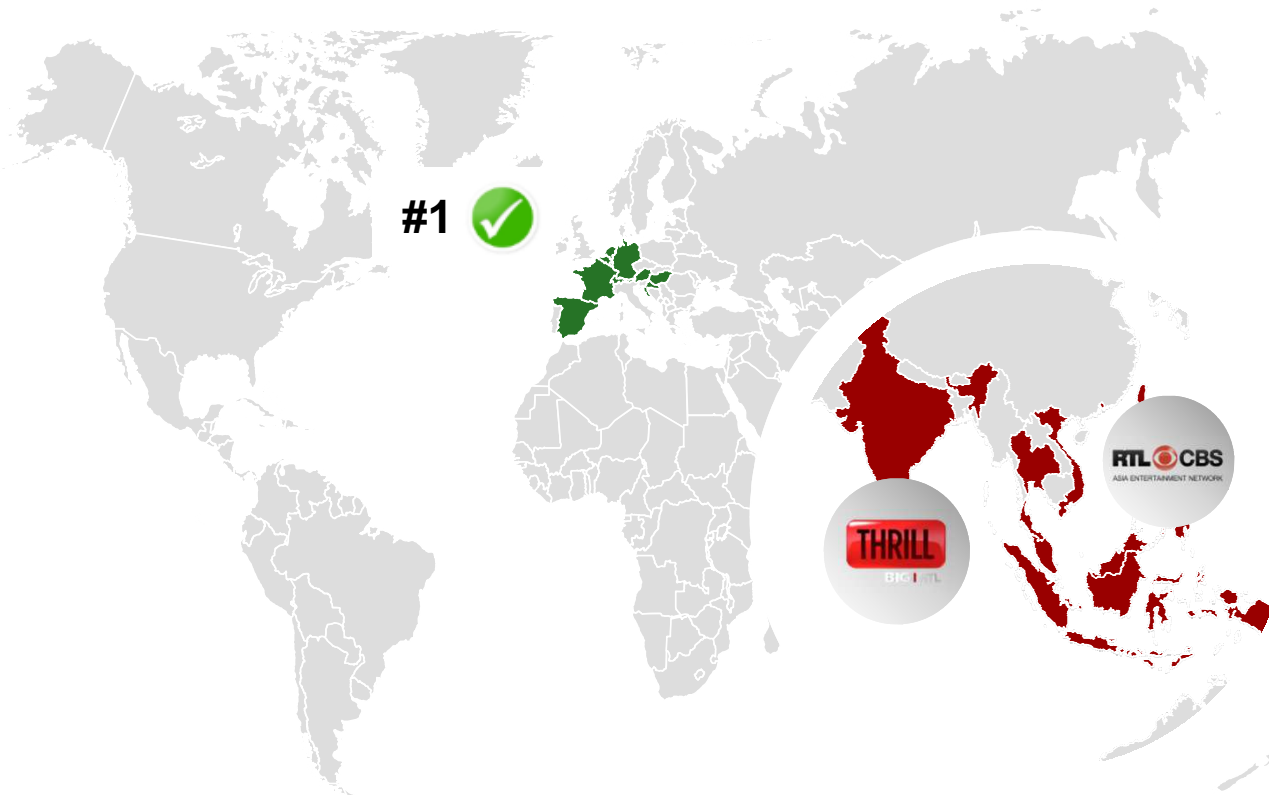 #1
RTL CBS
ASIA ENTERTAINMENT NETWORK
THRILL
BIG RTL